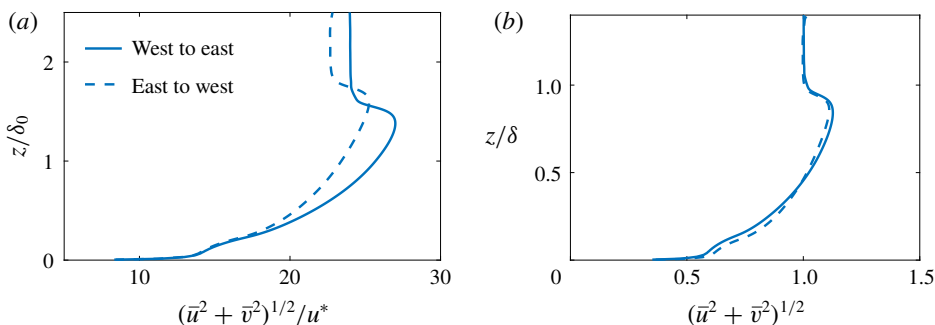 (a)
2
1
0
z/δ₀
West to east
East to west
10
20
30
(ū² + v̄²)^{1/2}/u*
(b)
1.0
z/δ
0.5
0
0.5
1.0
1.5
(ū² + v̄²)^{1/2}